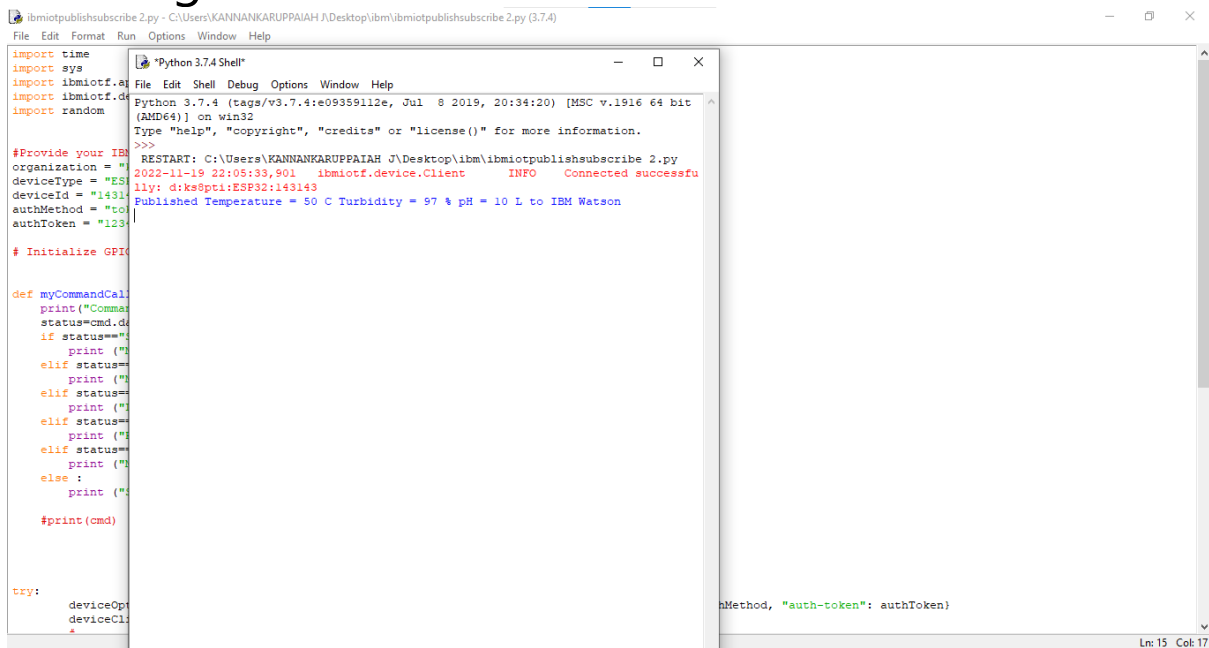 ibmiotpublishsubscribe 2.py - C:\Users\KANNANKARUPPAIAH J\Desktop\ibm\ibmiotpublishsubscribe 2.py (3.7.4)
File Edit Format Run Options Window Help
import time
import sys
import ibmiotf.ap
import ibmiotf.de
import random
#Provide your IBM
organization = "
deviceType = "ES
deviceId = "1431
authMethod = "to
authToken = "123
# Initialize GPIO
def myCommandCall
print("Comman
status=cmd.da
if status=="
print ("
elif status=
print ("
elif status=
print ("
elif status=
print ("
elif status=
print ("
else :
print ("
#print(cmd)
try:
deviceOpt
deviceCli
#
*Python 3.7.4 Shell*
File Edit Shell Debug Options Window Help
Python 3.7.4 (tags/v3.7.4:e09359112e, Jul 8 2019, 20:34:20) [MSC v.1916 64 bit
(AMD64)] on win32
Type "help", "copyright", "credits" or "license()" for more information.
>>>
RESTART: C:\Users\KANNANKARUPPAIAH J\Desktop\ibm\ibmiotpublishsubscribe 2.py
2022-11-19 22:05:33,901 ibmiotf.device.Client INFO Connected successfu
lly: d:ks8pti:ESP32:143143
Published Temperature = 50 C Turbidity = 97 % pH = 10 L to IBM Watson
hMethod, "auth-token": authToken}
Ln: 15 Col: 17